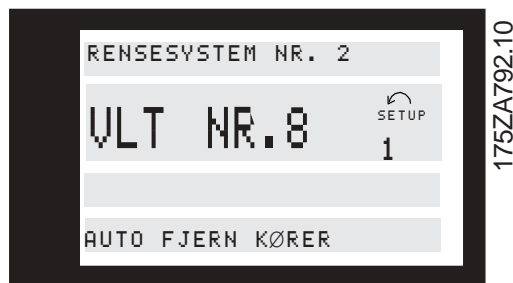 RENSESYSTEM NR. 2
VLT NR.8
SETUP
1
AUTO FJERN KØRER
175ZA792.10